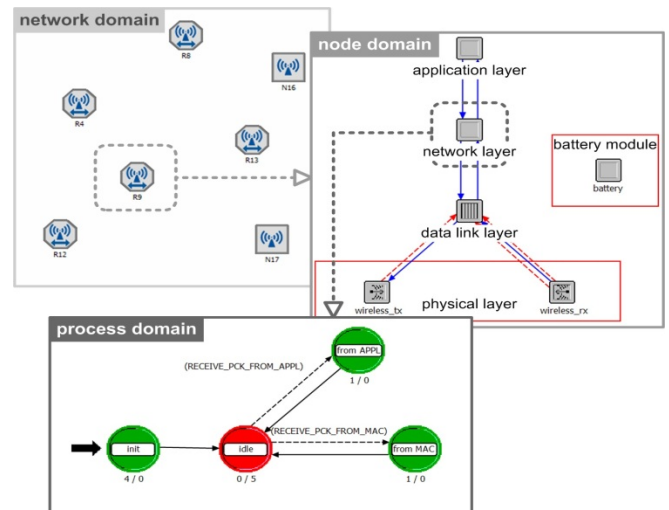 network domain
R8
N16
R4
R13
R9
R12
N17
node domain
application layer
network layer
battery module
battery
data link layer
wireless_tx
physical layer
wireless_rx
process domain
from APPL
(RECEIVE_PCK_FROM_APPL)
1 / 0
(RECEIVE_PCK_FROM_MAC)
init
idle
from MAC
4 / 0
0 / 5
1 / 0